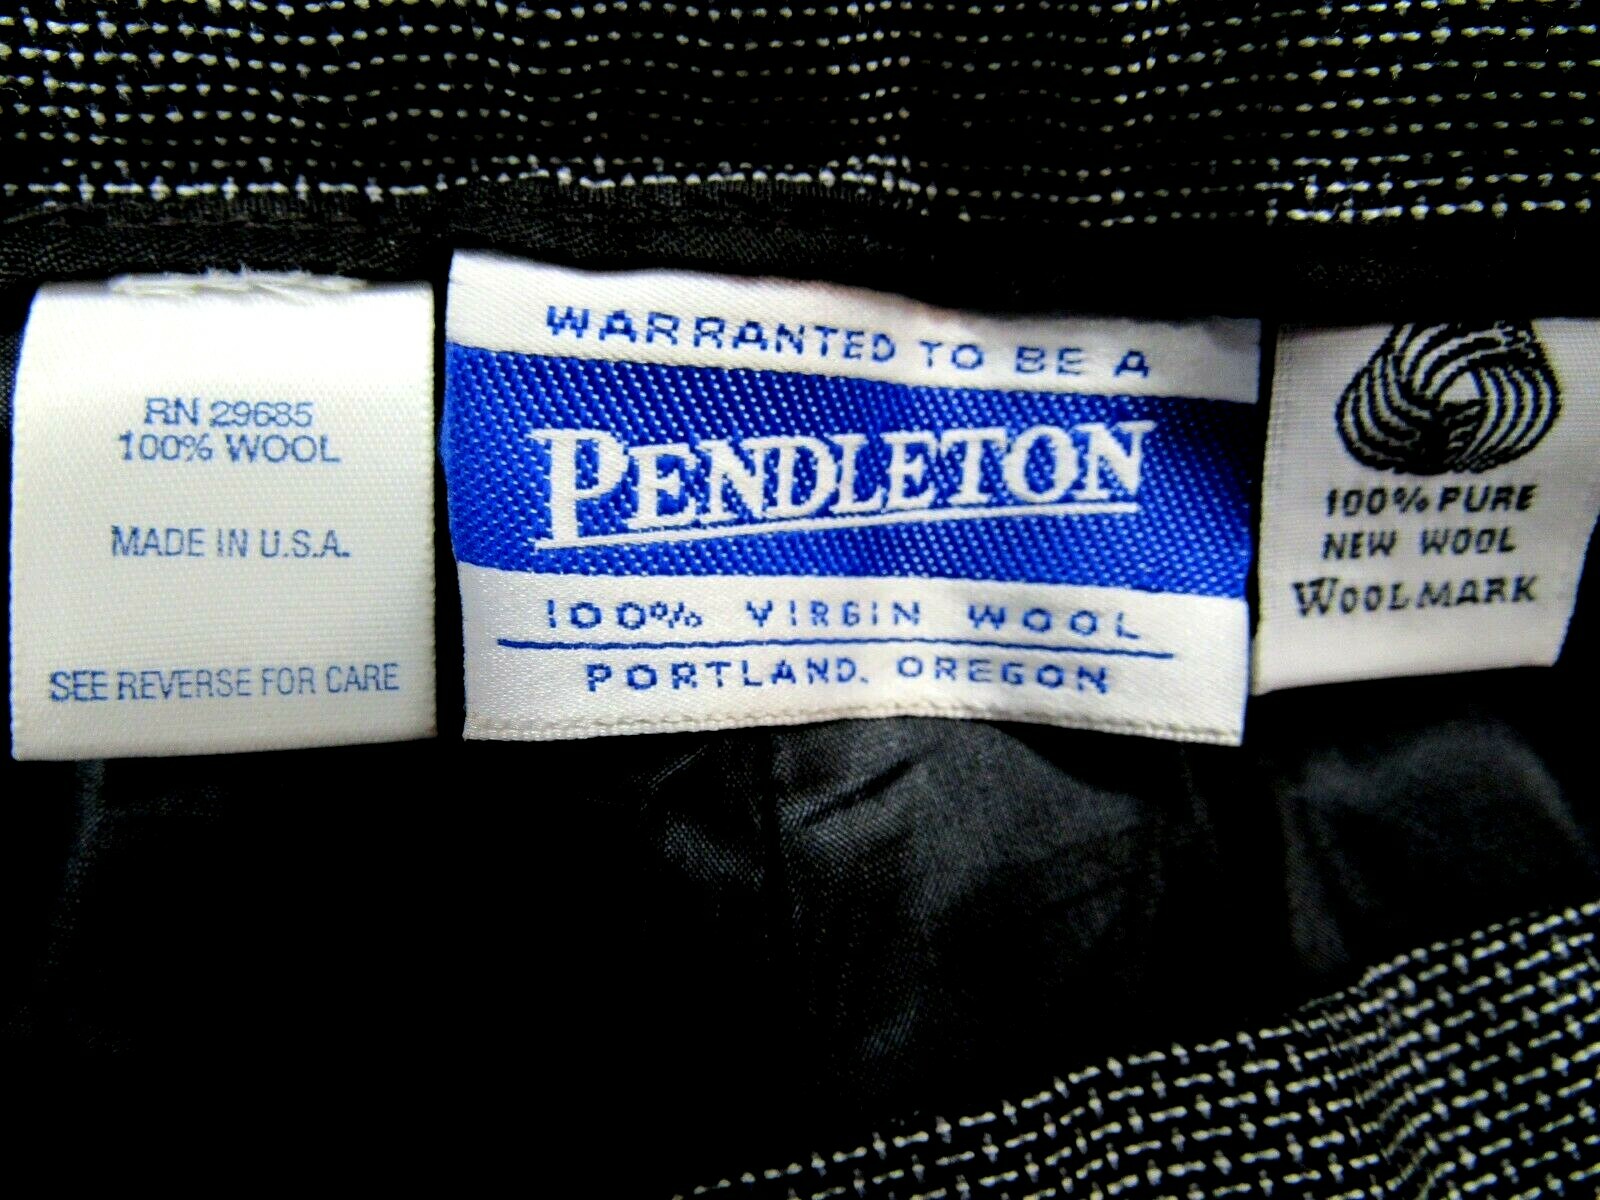 RN 29685
100% WOOL
MADE IN U.S.A.
SEE REVERSE FOR CARE
WARRANTED TO BE A
PENDLETON
100% VIRGIN WOOL
PORTLAND, OREGON
100% PURE
NEW WOOL
WOOLMARK